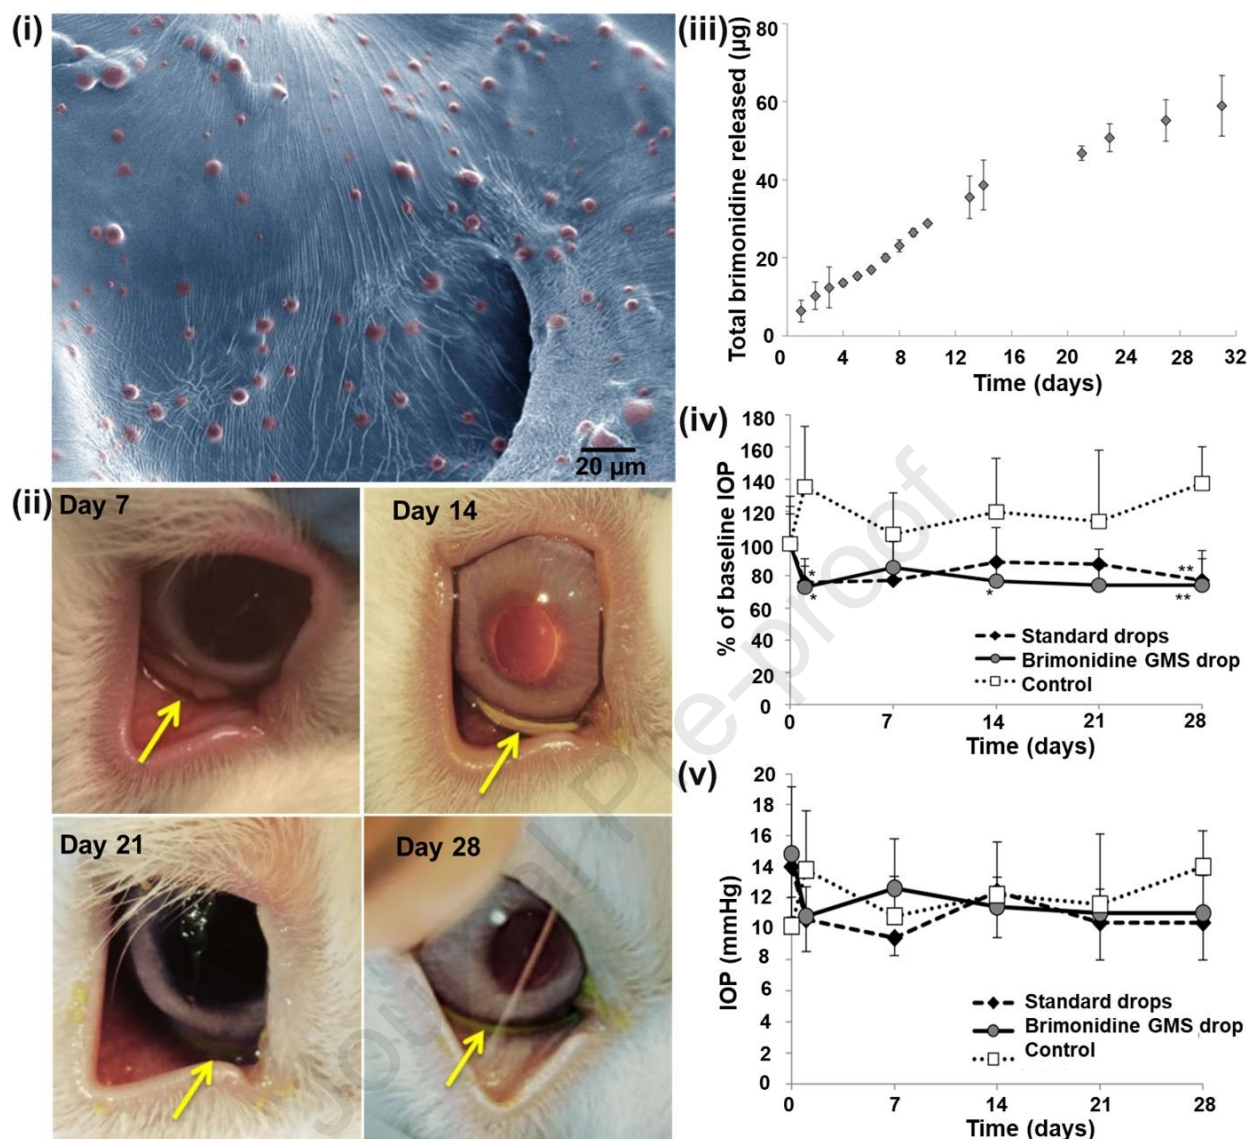 (i)
20 µm
(ii)
Day 7
Day 14
Day 21
Day 28
(iii)
Total brimonidine released (µg)
80
60
40
20
0
0 4 8 12 16 20 24 28 32
Time (days)
(iv)
% of baseline IOP
180
160
140
120
100
80
60
40
20
0
*
*
*
**
**
Standard drops
Brimonidine GMS drop
Control
0 7 14 21 28
Time (days)
(v)
IOP (mmHg)
20
18
16
14
12
10
8
6
4
2
0
Standard drops
Brimonidine GMS drop
Control
0 7 14 21 28
Time (days)
Journal Pre-proof